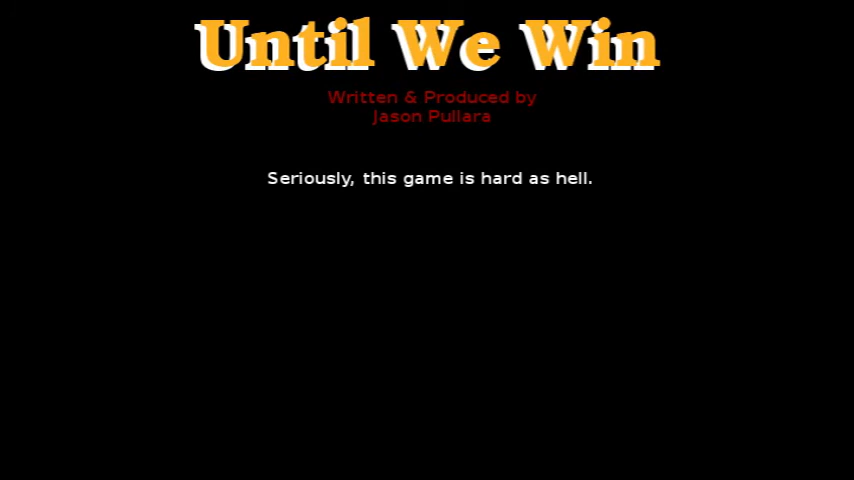 Until We Win
Written & Produced by
Jason Pullara
Seriously, this game is hard as hell.